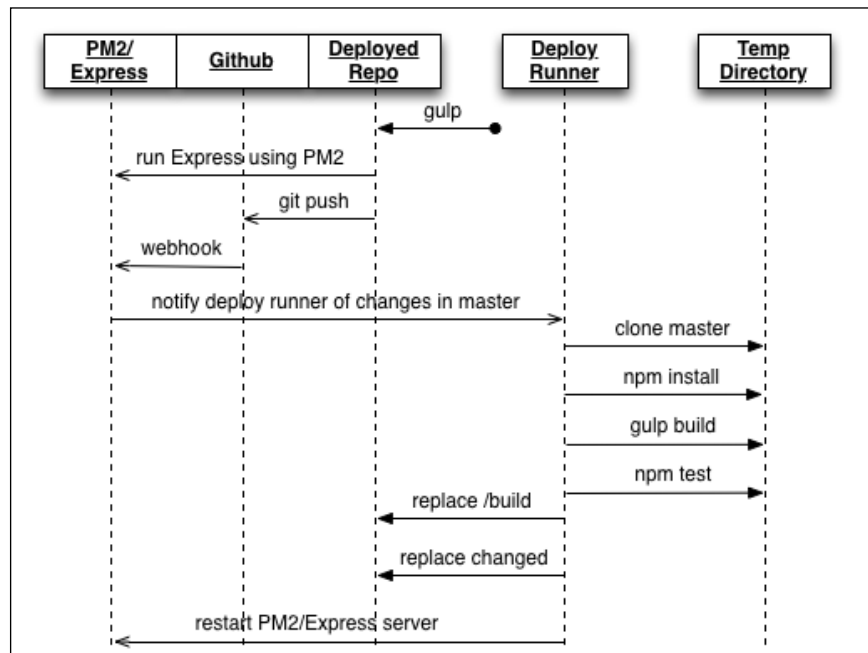 PM2/
Express
Github
Deployed
Repo
Deploy
Runner
Temp
Directory
gulp
run Express using PM2
git push
webhook
notify deploy runner of changes in master
clone master
npm install
gulp build
npm test
replace /build
replace changed
restart PM2/Express server